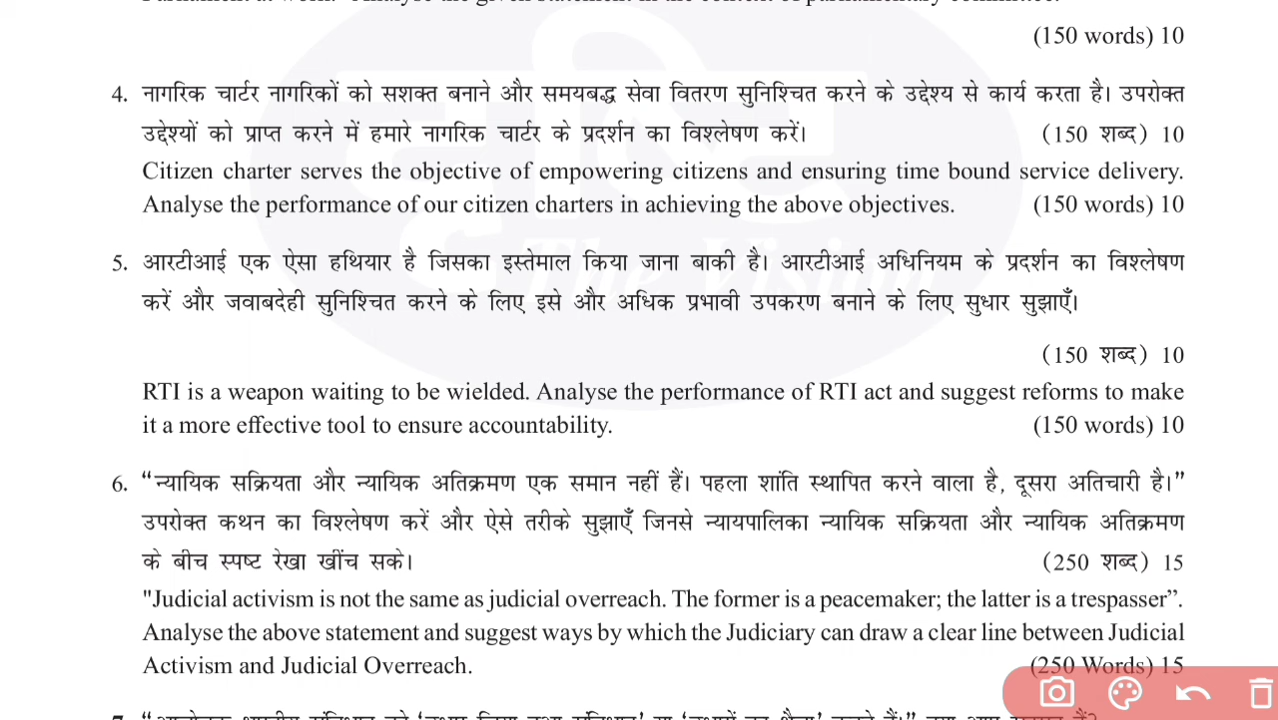 (150 words) 10
4. नागरिक चार्टर नागरिकों को सशक्त बनाने और समयबद्ध सेवा वितरण सुनिश्चित करने के उद्देश्य से कार्य करता है। उपरोक्त
उद्देश्यों को प्राप्त करने में हमारे नागरिक चार्टर के प्रदर्शन का विश्लेषण करें। (150 शब्द) 10
Citizen charter serves the objective of empowering citizens and ensuring time bound service delivery.
Analyse the performance of our citizen charters in achieving the above objectives. (150 words) 10
5. आरटीआई एक ऐसा हथियार है जिसका इस्तेमाल किया जाना बाकी है। आरटीआई अधिनियम के प्रदर्शन का विश्लेषण
करें और जवाबदेही सुनिश्चित करने के लिए इसे और अधिक प्रभावी उपकरण बनाने के लिए सुधार सुझाएँ।
(150 शब्द) 10
RTI is a weapon waiting to be wielded. Analyse the performance of RTI act and suggest reforms to make
it a more effective tool to ensure accountability. (150 words) 10
6. “न्यायिक सक्रियता और न्यायिक अतिक्रमण एक समान नहीं हैं। पहला शांति स्थापित करने वाला है, दूसरा अतिचारी है।”
उपरोक्त कथन का विश्लेषण करें और ऐसे तरीके सुझाएँ जिनसे न्यायपालिका न्यायिक सक्रियता और न्यायिक अतिक्रमण
के बीच स्पष्ट रेखा खींच सके। (250 शब्द) 15
"Judicial activism is not the same as judicial overreach. The former is a peacemaker; the latter is a trespasser”.
Analyse the above statement and suggest ways by which the Judiciary can draw a clear line between Judicial
Activism and Judicial Overreach. (250 Words) 15